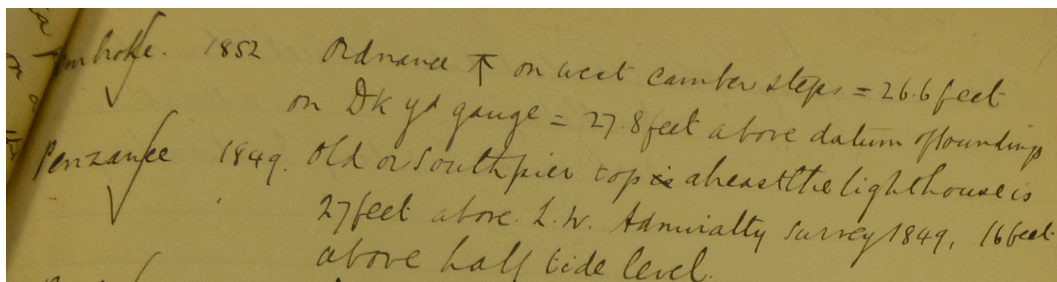 Pembroke. 1852 Ordnance ↑ on west camber steps = 26.6 feet
on Dk yd gauge = 27.8 feet above datum of soundings
Penzance 1849. Old or South pier top abreast the lighthouse is
27 feet above L.W. Admiralty Survey 1849, 16 feet
above half tide level.